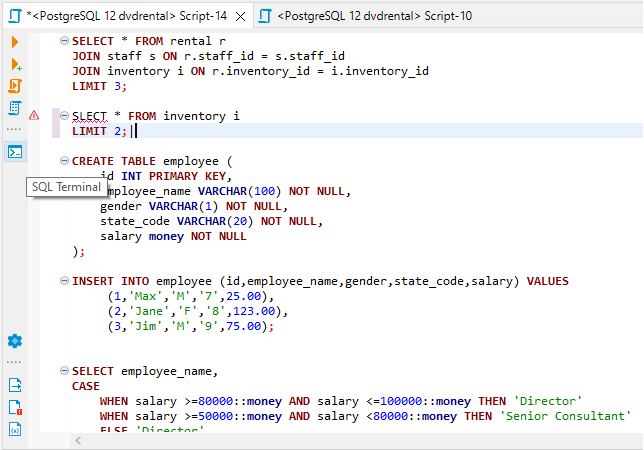 *<PostgreSQL 12 dvdrental> Script-14
<PostgreSQL 12 dvdrental> Script-10
SELECT * FROM rental r
JOIN staff s ON r.staff_id = s.staff_id
JOIN inventory i ON r.inventory_id = i.inventory_id
LIMIT 3;
SLECT * FROM inventory i
LIMIT 2;
CREATE TABLE employee (
id INT PRIMARY KEY,
SQL Terminal
mployee_name VARCHAR(100) NOT NULL,
gender VARCHAR(1) NOT NULL,
state_code VARCHAR(20) NOT NULL,
salary money NOT NULL
);
INSERT INTO employee (id,employee_name,gender,state_code,salary) VALUES
(1,'Max','M','7',25.00),
(2,'Jane','F','8',123.00),
(3,'Jim','M','9',75.00);
SELECT employee_name,
CASE
WHEN salary >=80000::money AND salary <=100000::money THEN 'Director'
WHEN salary >=50000::money AND salary <80000::money THEN 'Senior Consultant'
ELSE 'Director'